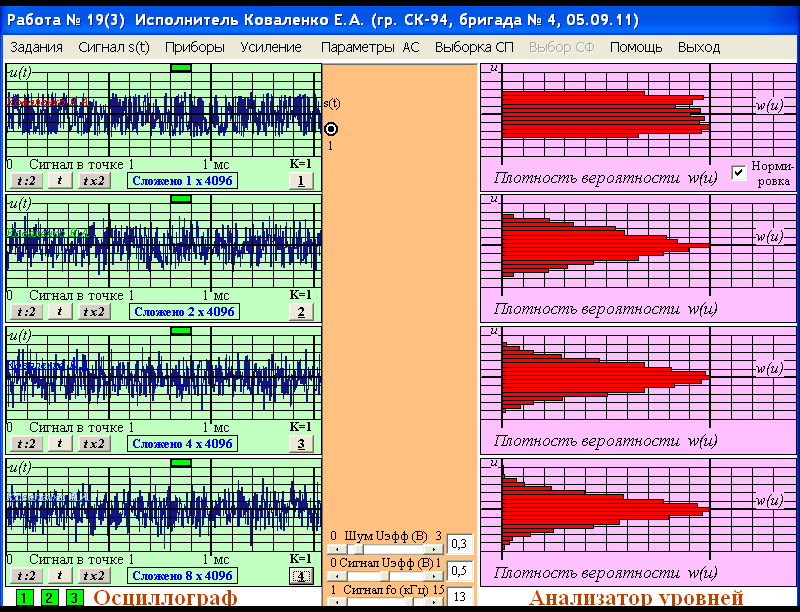 Работа № 19(3) Исполнитель Коваленко Е.А. (гр. СК-94, бригада № 4, 05.09.11)
Задания Сигнал s(t) Приборы Усиление Параметры АС Выборка СП Выбор СФ Помощь Выход
u(t)
0 Сигнал в точке 1 1 мс K=1
t:2 t tx2 Сложено 1 x 4096 1
u(t)
0 Сигнал в точке 1 1 мс K=1
t:2 t tx2 Сложено 2 x 4096 2
u(t)
0 Сигнал в точке 1 1 мс K=1
t:2 t tx2 Сложено 4 x 4096 3
u(t)
0 Сигнал в точке 1 1 мс K=1
t:2 t tx2 Сложено 8 x 4096 4
1 2 3 Осциллограф
s(t)
1
0 Шум Uэфф (В) 3
0,3
0 Сигнал Uэфф (В) 1
0,5
1 Сигнал fo (кГц) 15
13
u
w(u)
Плотность вероятности w(u)
Норми-
ровка
u
w(u)
Плотность вероятности w(u)
u
w(u)
Плотность вероятности w(u)
u
w(u)
Плотность вероятности w(u)
Анализатор уровней